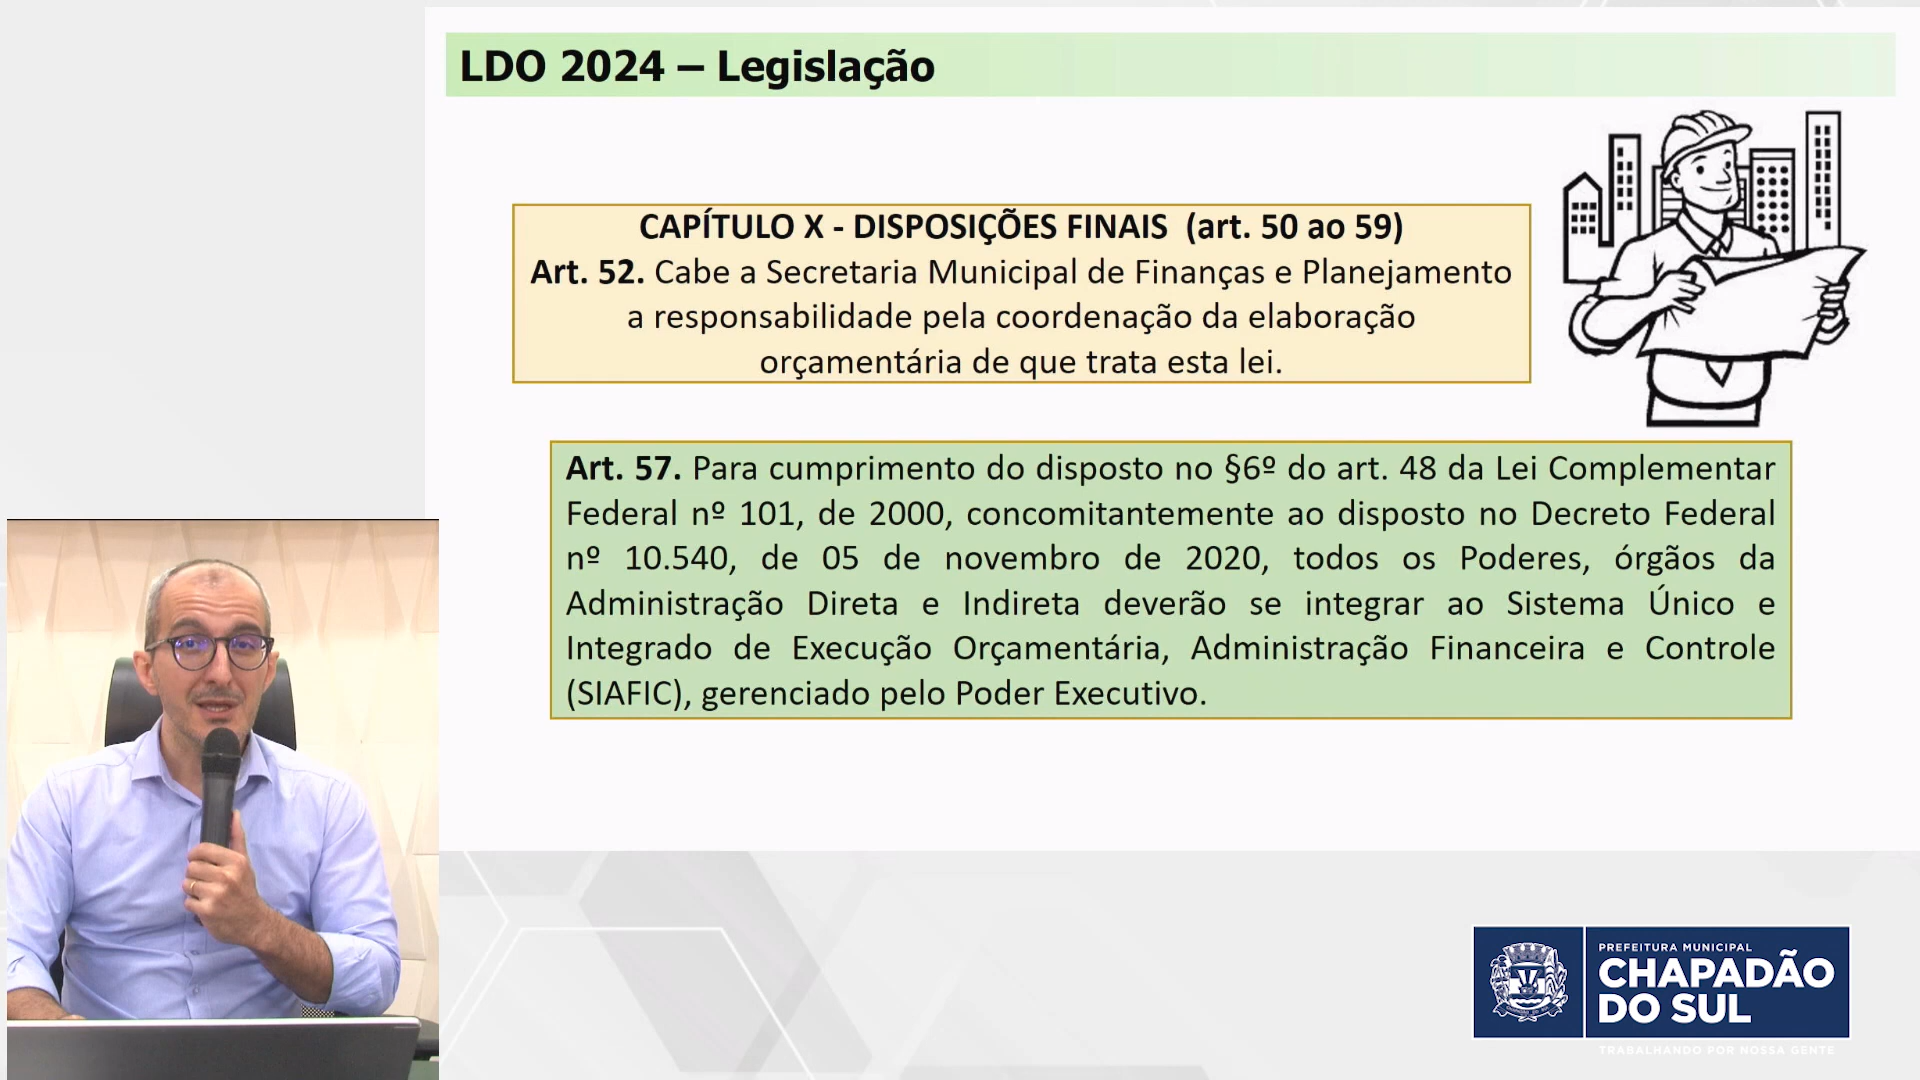 LDO 2024 – Legislação
CAPÍTULO X - DISPOSIÇÕES FINAIS (art. 50 ao 59)
Art. 52. Cabe a Secretaria Municipal de Finanças e Planejamento
a responsabilidade pela coordenação da elaboração
orçamentária de que trata esta lei.
Art. 57. Para cumprimento do disposto no §6º do art. 48 da Lei Complementar
Federal nº 101, de 2000, concomitantemente ao disposto no Decreto Federal
nº 10.540, de 05 de novembro de 2020, todos os Poderes, órgãos da
Administração Direta e Indireta deverão se integrar ao Sistema Único e
Integrado de Execução Orçamentária, Administração Financeira e Controle
(SIAFIC), gerenciado pelo Poder Executivo.
PREFEITURA MUNICIPAL
CHAPADÃO
DO SUL
TRABALHANDO POR NOSSA GENTE